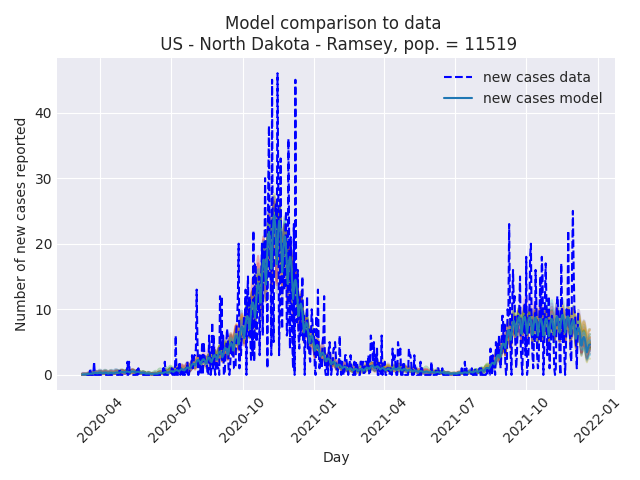 Model comparison to data
US - North Dakota - Ramsey, pop. = 11519
new cases data
new cases model
Number of new cases reported
40
30
20
10
0
2020-04
2020-07
2020-10
2021-01
2021-04
2021-07
2021-10
2022-01
Day